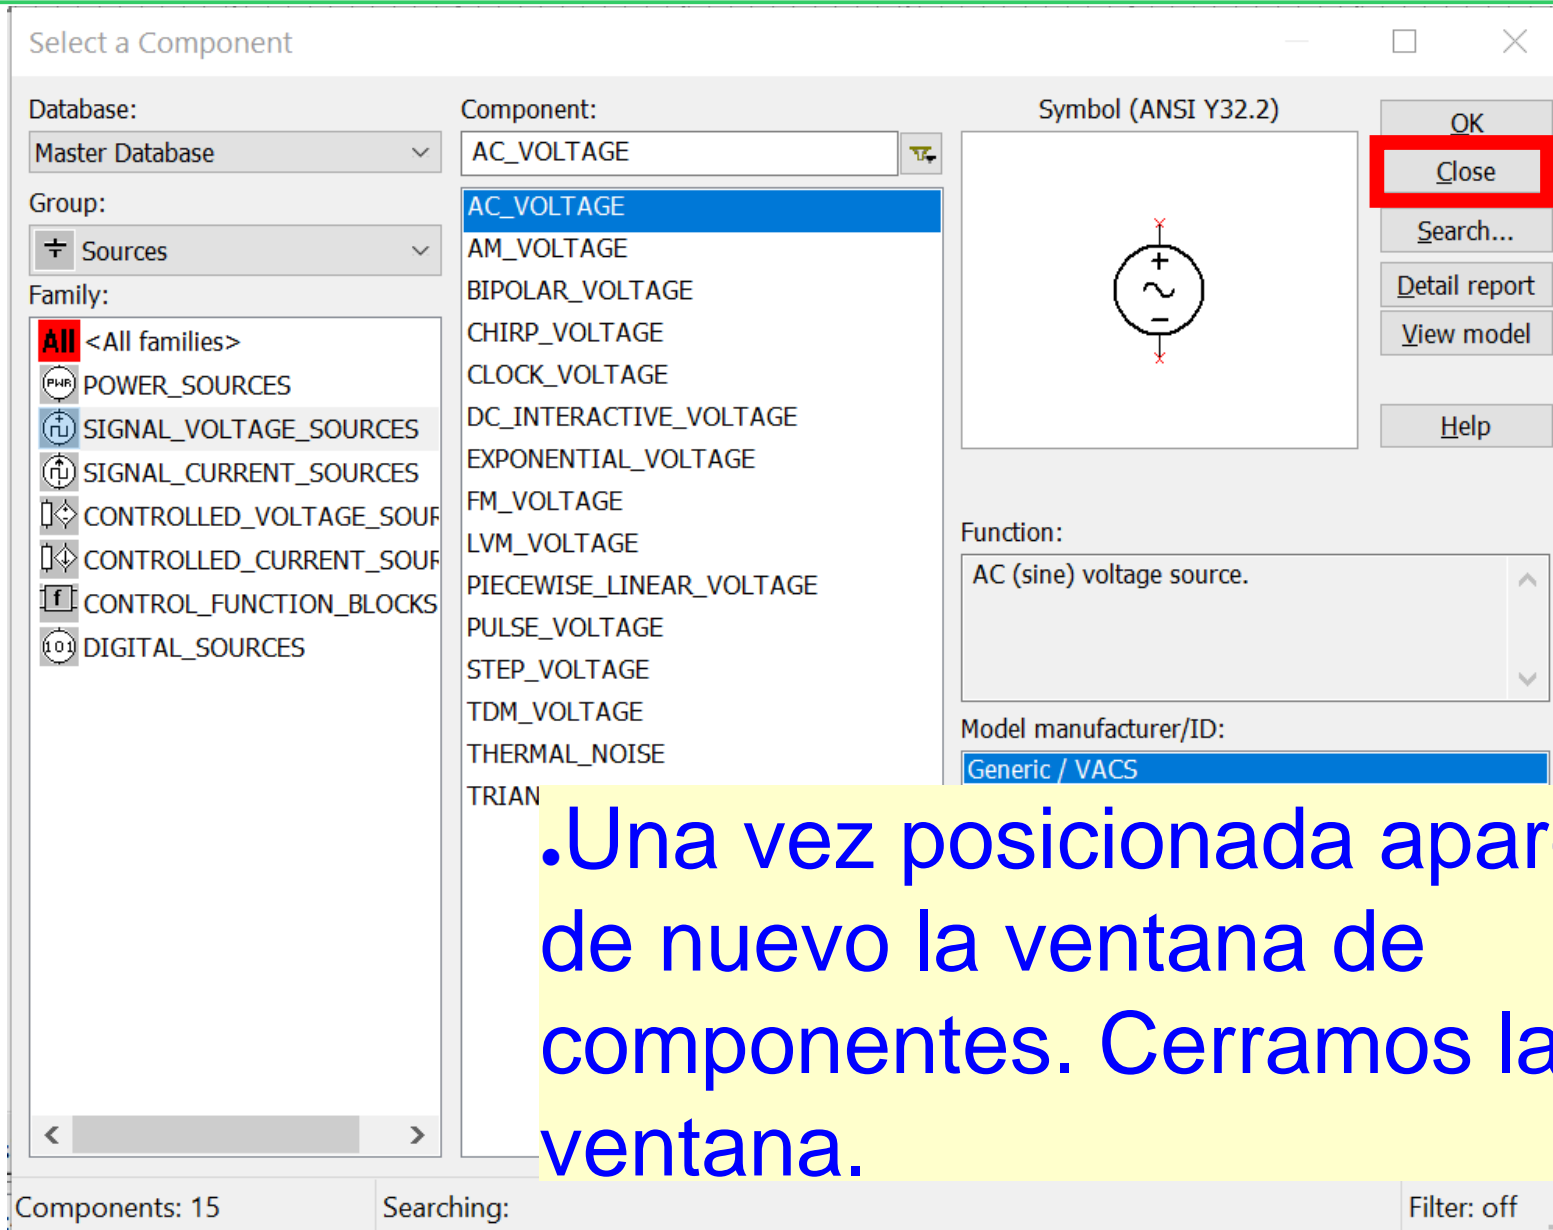 Select a Component
Database:
Master Database
Group:
Sources
Family:
All <All families>
PWR POWER_SOURCES
SIGNAL_VOLTAGE_SOURCES
SIGNAL_CURRENT_SOURCES
CONTROLLED_VOLTAGE_SOUR
CONTROLLED_CURRENT_SOUR
f CONTROL_FUNCTION_BLOCKS
101 DIGITAL_SOURCES
Component:
AC_VOLTAGE
AC_VOLTAGE
AM_VOLTAGE
BIPOLAR_VOLTAGE
CHIRP_VOLTAGE
CLOCK_VOLTAGE
DC_INTERACTIVE_VOLTAGE
EXPONENTIAL_VOLTAGE
FM_VOLTAGE
LVM_VOLTAGE
PIECEWISE_LINEAR_VOLTAGE
PULSE_VOLTAGE
STEP_VOLTAGE
TDM_VOLTAGE
THERMAL_NOISE
TRIAN
Symbol (ANSI Y32.2)
OK
Close
Search...
Detail report
View model
Help
Function:
AC (sine) voltage source.
Model manufacturer/ID:
Generic / VACS
•Una vez posicionada apar
de nuevo la ventana de
componentes. Cerramos la
ventana.
Components: 15
Searching:
Filter: off